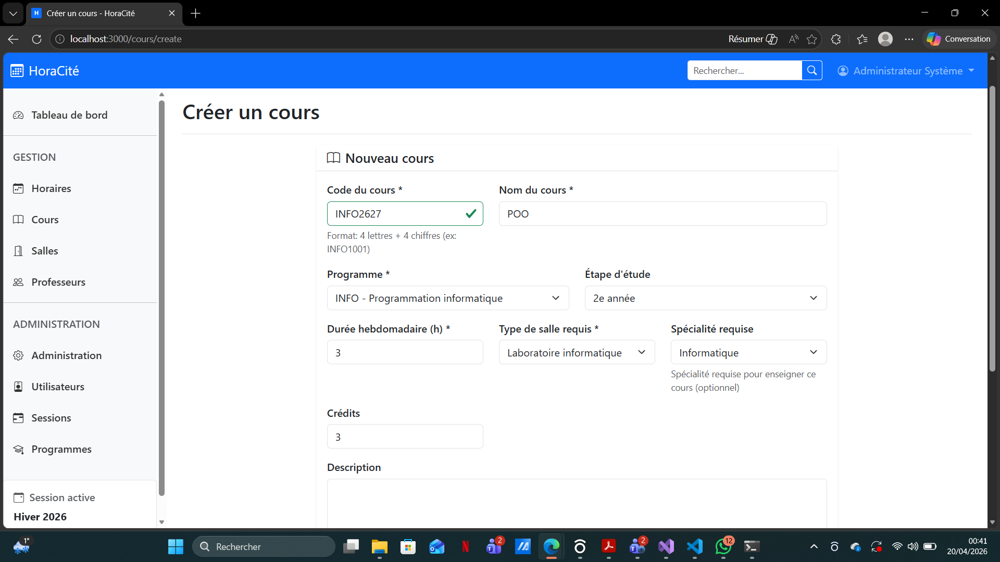 Créer un cours - HoraCité
localhost:3000/cours/create
Résumer
Conversation
HoraCité
Rechercher...
Administrateur Système
Tableau de bord
GESTION
Horaires
Cours
Salles
Professeurs
ADMINISTRATION
Administration
Utilisateurs
Sessions
Programmes
Session active
Hiver 2026
Créer un cours
Nouveau cours
Code du cours *
Nom du cours *
INFO2627
POO
Format: 4 lettres + 4 chiffres (ex:
INFO1001)
Programme *
Étape d'étude
INFO - Programmation informatique
2e année
Durée hebdomadaire (h) *
Type de salle requis *
Spécialité requise
3
Laboratoire informatique
Informatique
Spécialité requise pour enseigner ce
cours (optionnel)
Crédits
3
Description
1°
Rechercher
2
2
12
00:41
20/04/2026